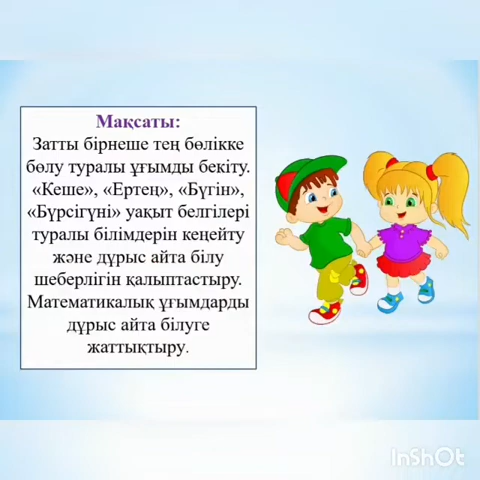 Мақсаты:
Затты бірнеше тең бөлікке
бөлу туралы ұғымды бекіту.
«Кеше», «Ертең», «Бүгін»,
«Бүрсігүні» уақыт белгілері
туралы білімдерін кеңейту
және дұрыс айта білу
шеберлігін қалыптастыру.
Математикалық ұғымдарды
дұрыс айта білуге
жаттықтыру.
InShOt